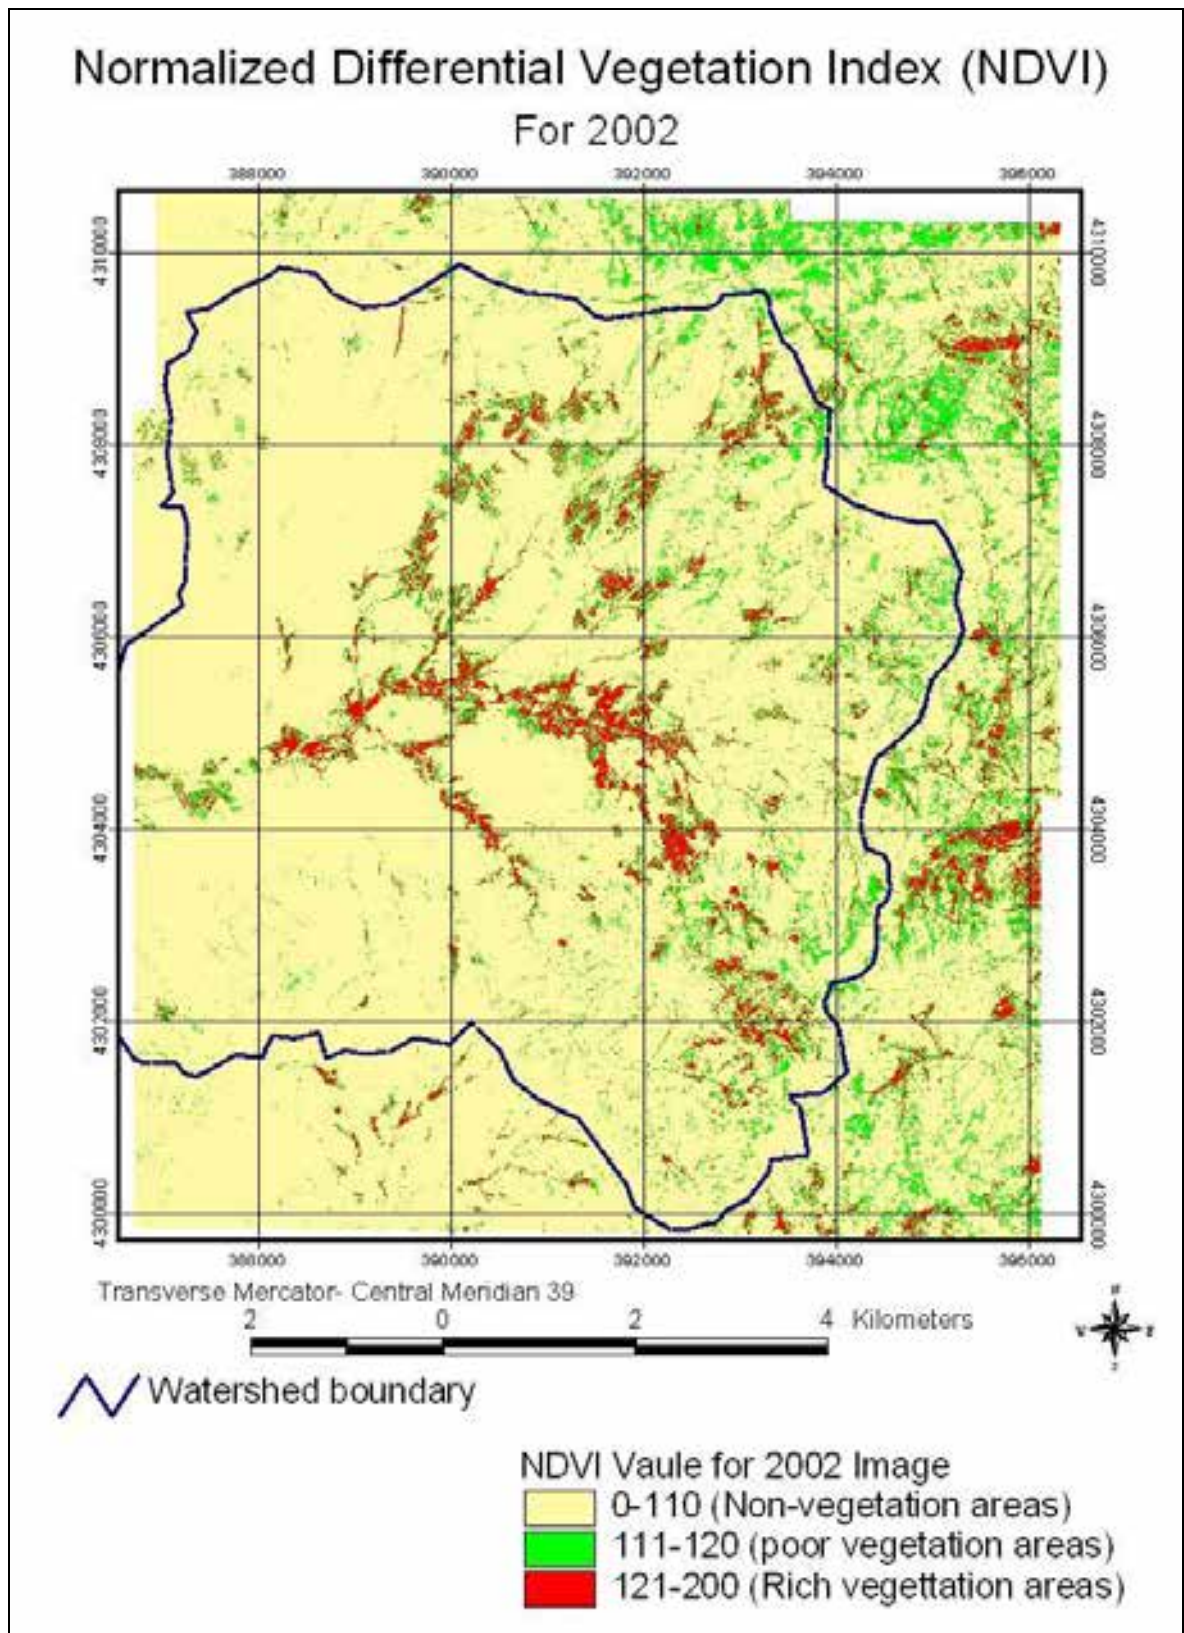 Normalized Differential Vegetation Index (NDVI)
For 2002
388000 390000 392000 394000 396000
4310000 4310000
4308000 4308000
4306000 4306000
4304000 4304000
4302000 4302000
4300000 4300000
388000 390000 392000 394000 396000
Transverse Mercator- Central Meridian 39
2 0 2 4 Kilometers
Watershed boundary
NDVI Vaule for 2002 Image
0-110 (Non-vegetation areas)
111-120 (poor vegetation areas)
121-200 (Rich vegettation areas)